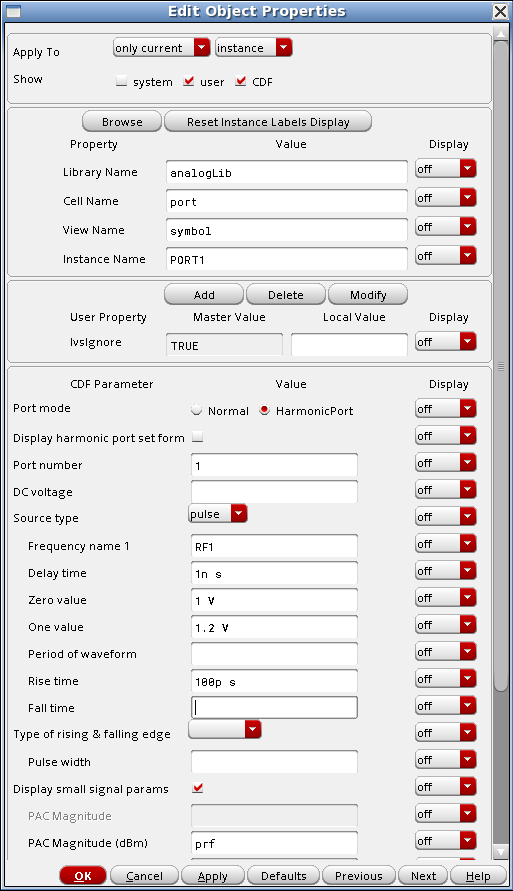 Edit Object Properties
Apply To only current instance
Show system user CDF
Browse Reset Instance Labels Display
Property Value Display
Library Name analogLib off
Cell Name port off
View Name symbol off
Instance Name PORT1 off
Add Delete Modify
User Property Master Value Local Value Display
lvsIgnore TRUE off
CDF Parameter Value Display
Port mode Normal HarmonicPort off
Display harmonic port set form off
Port number 1 off
DC voltage off
Source type pulse off
Frequency name 1 RF1 off
Delay time 1n s off
Zero value 1 V off
One value 1.2 V off
Period of waveform off
Rise time 100p s off
Fall time off
Type of rising & falling edge off
Pulse width off
Display small signal params off
PAC Magnitude off
PAC Magnitude (dBm) prf off
OK Cancel Apply Defaults Previous Next Help